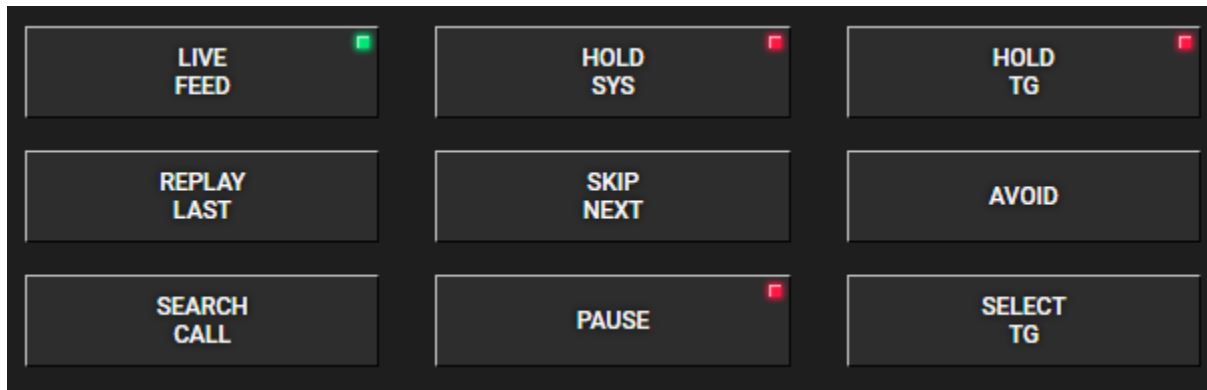 LIVE
FEED
HOLD
SYS
HOLD
TG
REPLAY
LAST
SKIP
NEXT
AVOID
SEARCH
CALL
PAUSE
SELECT
TG